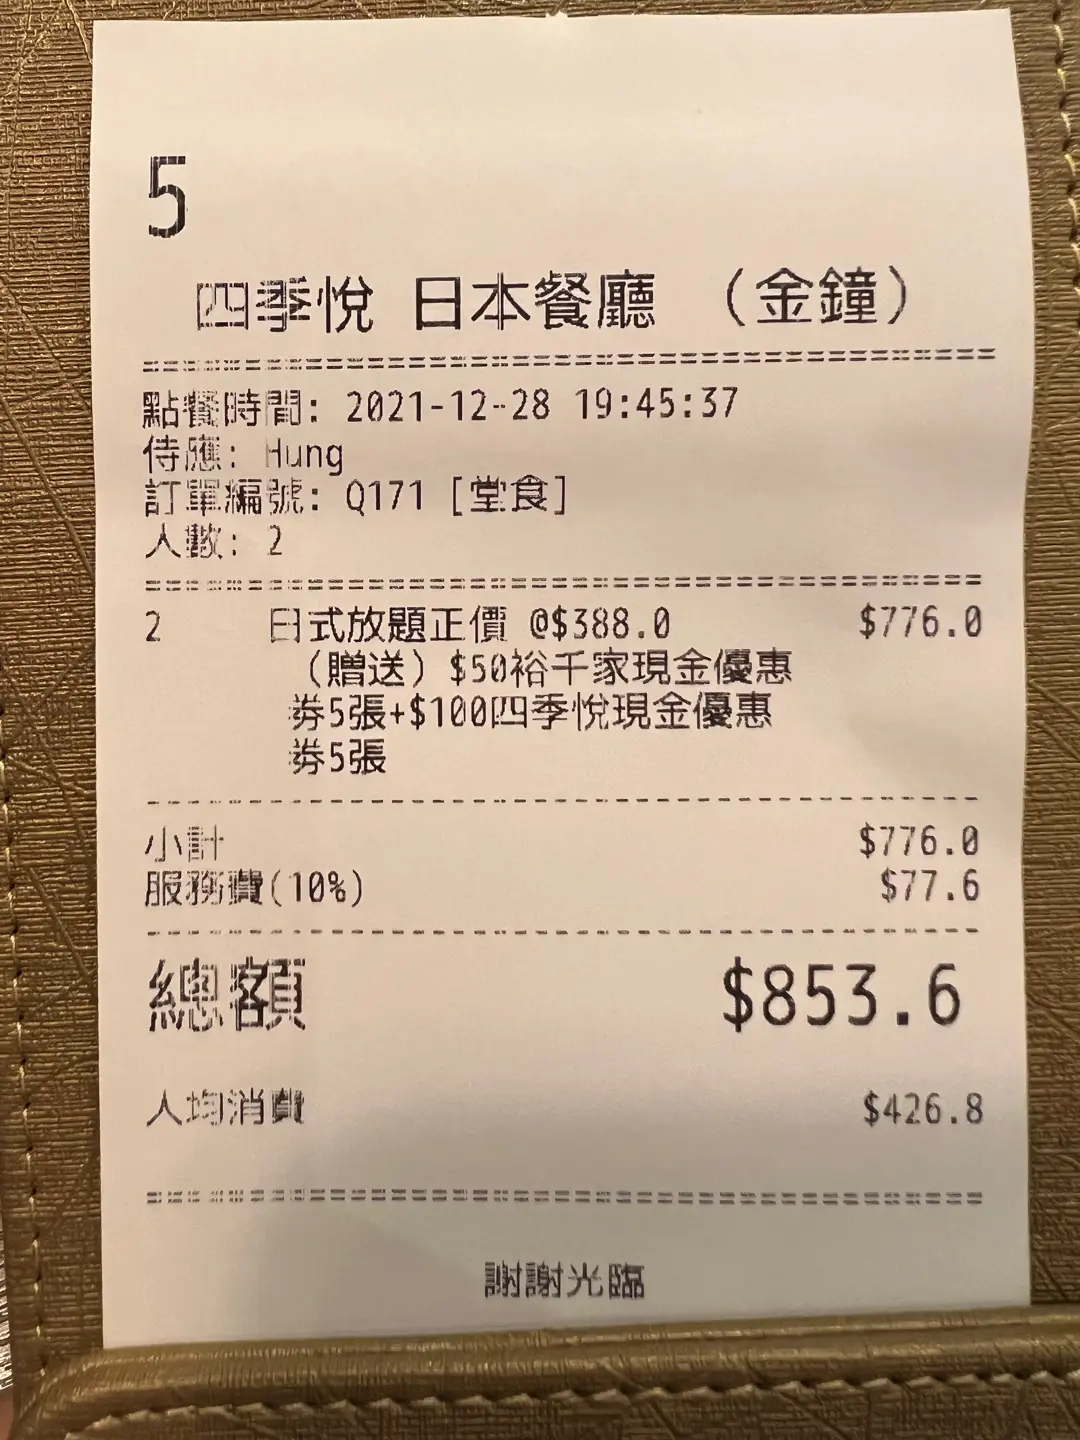 5
四季悅 日本餐廳 （金鐘）
點餐時間: 2021-12-28 19:45:37
侍應: Hung
訂單編號: Q171 [堂食]
人數: 2
2 日式放題正價 @$388.0 $776.0
（贈送）$50裕千家現金優惠
券5張+$100四季悅現金優惠
券5張
小計 $776.0
服務費(10%) $77.6
總額 $853.6
人均消費 $426.8
謝謝光臨